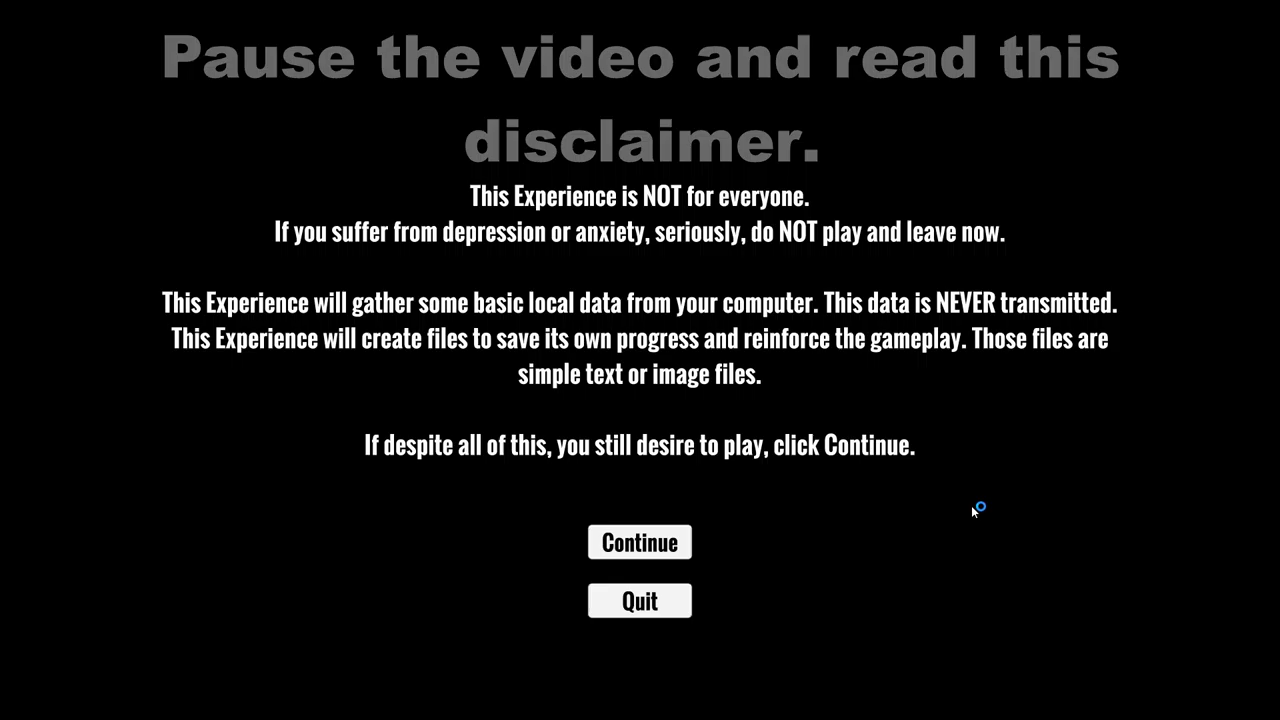 Pause the video and read this
disclaimer.
This Experience is NOT for everyone.
If you suffer from depression or anxiety, seriously, do NOT play and leave now.
This Experience will gather some basic local data from your computer. This data is NEVER transmitted.
This Experience will create files to save its own progress and reinforce the gameplay. Those files are
simple text or image files.
If despite all of this, you still desire to play, click Continue.
Continue
Quit